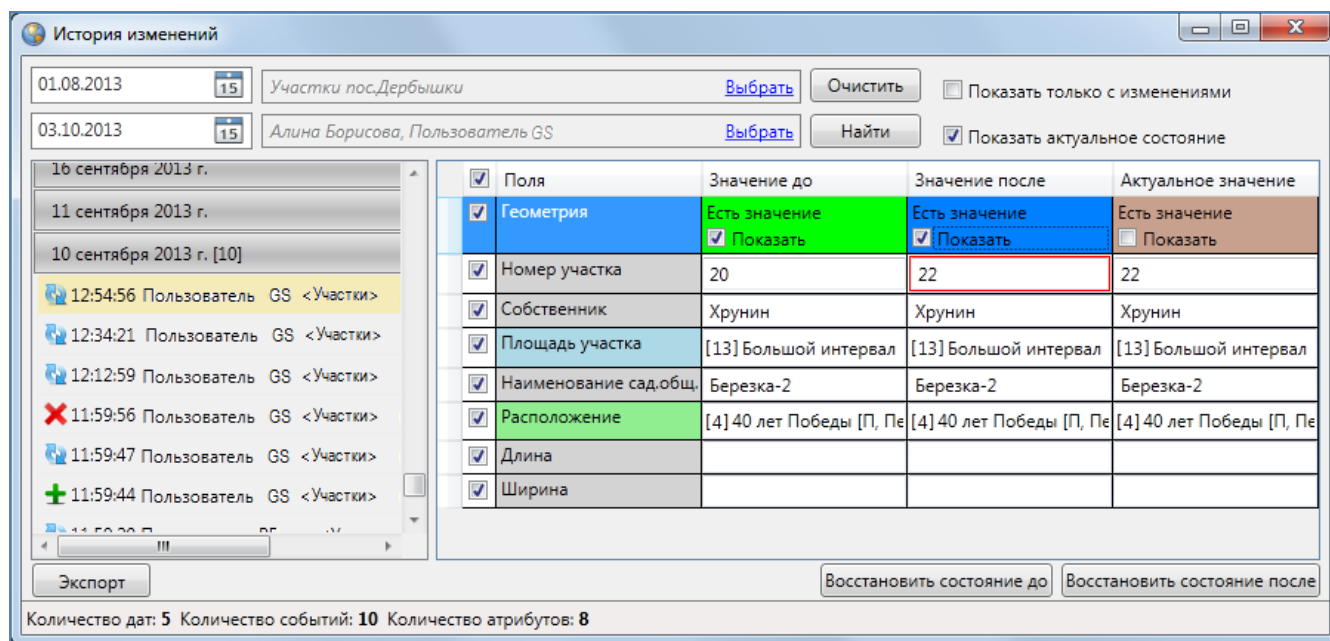 История изменений
01.08.2013 15 Участки пос.Дербышки Выбрать Очистить Показать только с изменениями
03.10.2013 15 Алина Борисова, Пользователь GS Выбрать Найти Показать актуальное состояние
16 сентября 2013 г.
11 сентября 2013 г.
10 сентября 2013 г. [10]
12:54:56 Пользователь GS <Участки>
12:34:21 Пользователь GS <Участки>
12:12:59 Пользователь GS <Участки>
11:59:56 Пользователь GS <Участки>
11:59:47 Пользователь GS <Участки>
11:59:44 Пользователь GS <Участки>
Поля Значение до Значение после Актуальное значение
Геометрия Есть значение Есть значение Есть значение
Показать Показать Показать
Номер участка 20 22 22
Собственник Хрунин Хрунин Хрунин
Площадь участка [13] Большой интервал [13] Большой интервал [13] Большой интервал
Наименование сад.общ. Березка-2 Березка-2 Березка-2
Расположение [4] 40 лет Победы [П, Пе [4] 40 лет Победы [П, Пе [4] 40 лет Победы [П, Пе
Длина
Ширина
Экспорт Восстановить состояние до Восстановить состояние после
Количество дат: 5 Количество событий: 10 Количество атрибутов: 8